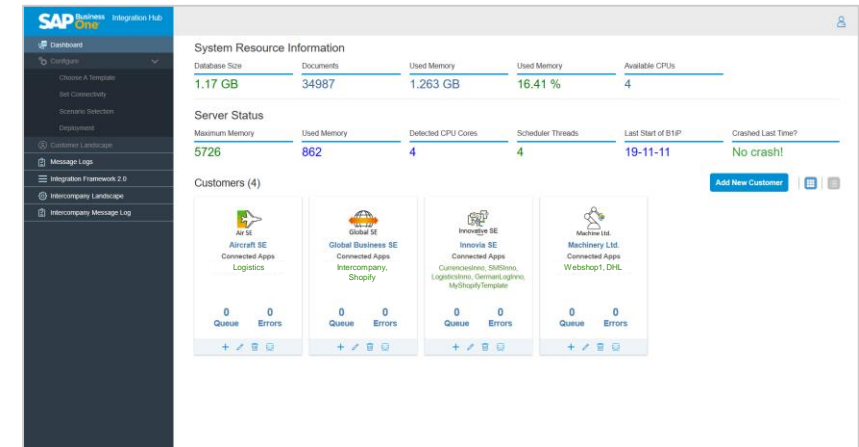 SAP Business One Integration Hub
Dashboard
Configure
Choose A Template
Set Connectivity
Scenario Selection
Deployment
Customer Landscape
Message Logs
Integration Framework 2.0
Intercompany Landscape
Intercompany Message Log
System Resource Information
Database Size Documents Used Memory Used Memory Available CPUs
1.17 GB 34987 1.263 GB 16.41 % 4
Server Status
Maximum Memory Used Memory Detected CPU Cores Scheduler Threads Last Start of B1iP Crashed Last Time?
5726 862 4 4 19-11-11 No crash!
Customers (4) Add New Customer
Air SE Global SE Innovative SE Machine Ltd.
Aircraft SE Global Business SE Innovia SE Machinery Ltd.
Connected Apps Connected Apps Connected Apps Connected Apps
Logistics Intercompany, CurrenciesInno, SMSInno, Webshop1, DHL
Shopify LogisticsInno, GermanLogInno,
MyShopifyTemplate
0 0 0 0 0 0 0 0
Queue Errors Queue Errors Queue Errors Queue Errors